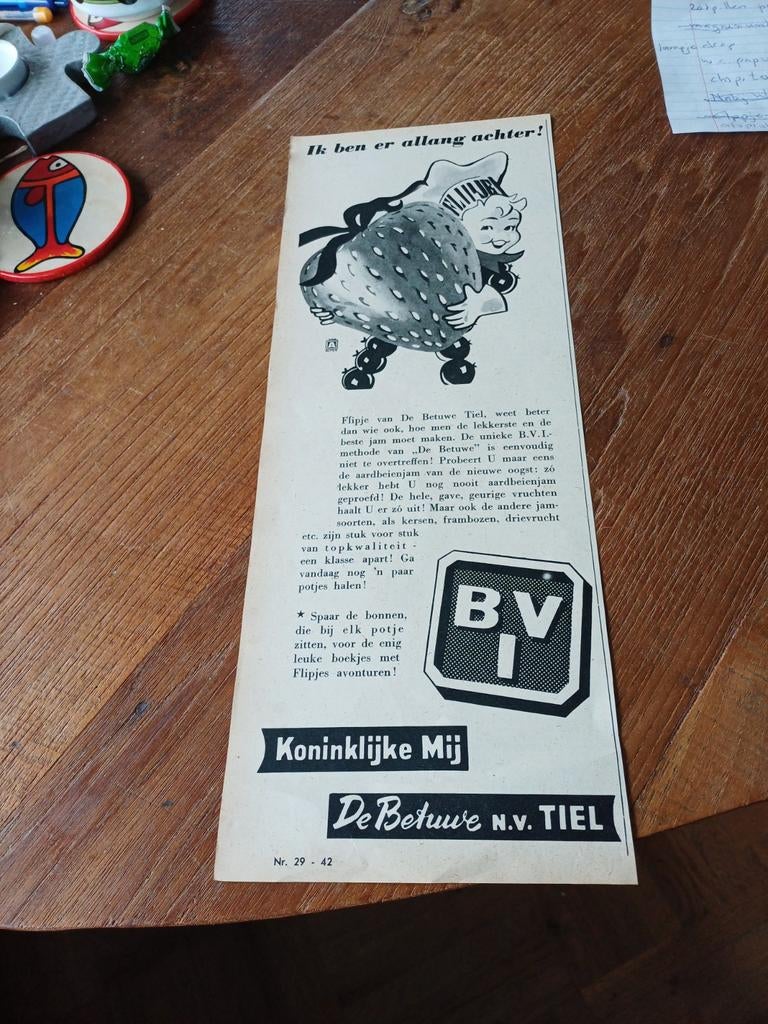 Ik ben er allang achter!
FLIPJE
Flipje van De Betuwe Tiel, weet beter
dan wie ook, hoe men de lekkerste en de
beste jam moet maken. De unieke B.V.I.-
methode van „De Betuwe" is eenvoudig
niet te overtreffen! Probeert U maar eens
de aardbeienjam van de nieuwe oogst: zó
lekker hebt U nog nooit aardbeienjam
geproefd! De hele, gave, geurige vruchten
haalt U er zó uit! Maar ook de andere jam-
soorten, als kersen, frambozen, drievrucht
etc. zijn stuk voor stuk
van topkwaliteit -
een klasse apart! Ga
vandaag nog 'n paar
potjes halen!
★ Spaar de bonnen,
die bij elk potje
zitten, voor de enig
leuke boekjes met
Flipjes avonturen!
B V
I
Koninklijke Mij
De Betuwe N.V. TIEL
Nr. 29 - 42